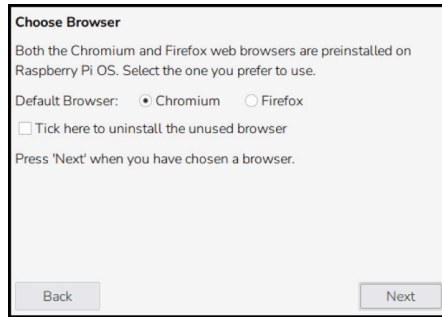 Choose Browser
Both the Chromium and Firefox web browsers are preinstalled on
Raspberry Pi OS. Select the one you prefer to use.
Default Browser: Chromium Firefox
Tick here to uninstall the unused browser
Press 'Next' when you have chosen a browser.
Back Next